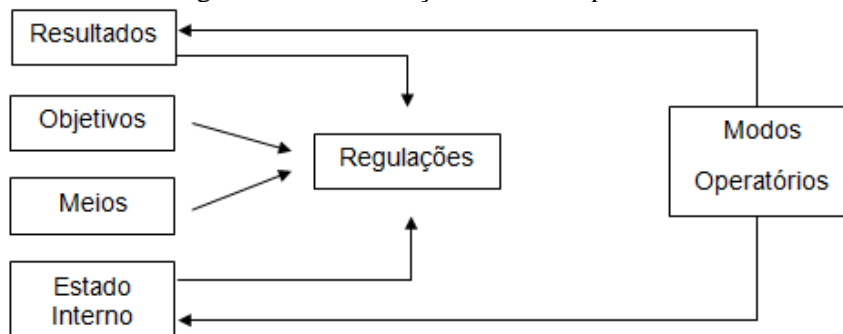 Resultados
Objetivos
Meios
Estado
Interno
Regulações
Modos
Operatórios